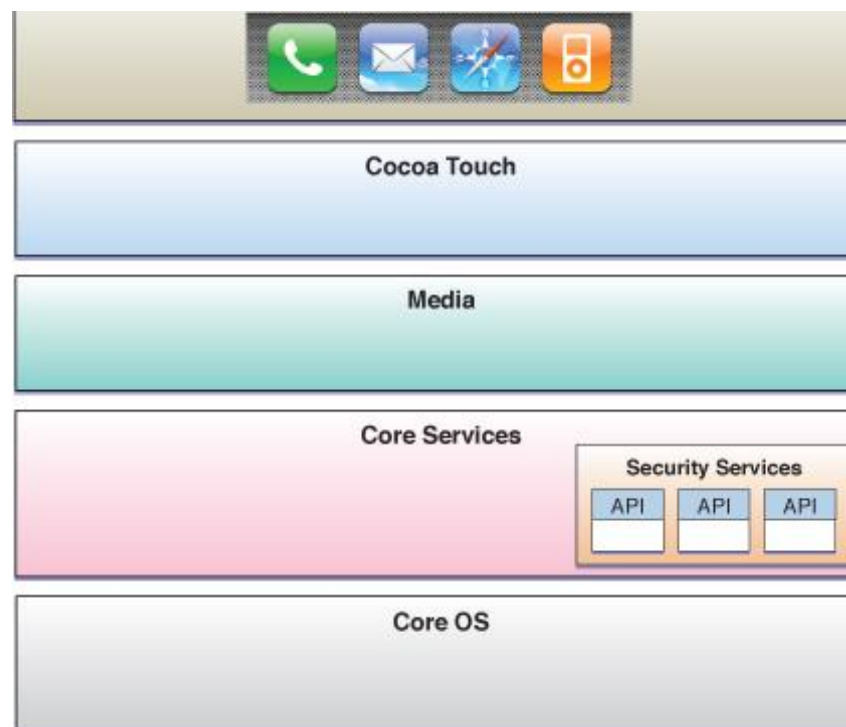 Cocoa Touch
Media
Core Services
Security Services
API API API
Core OS